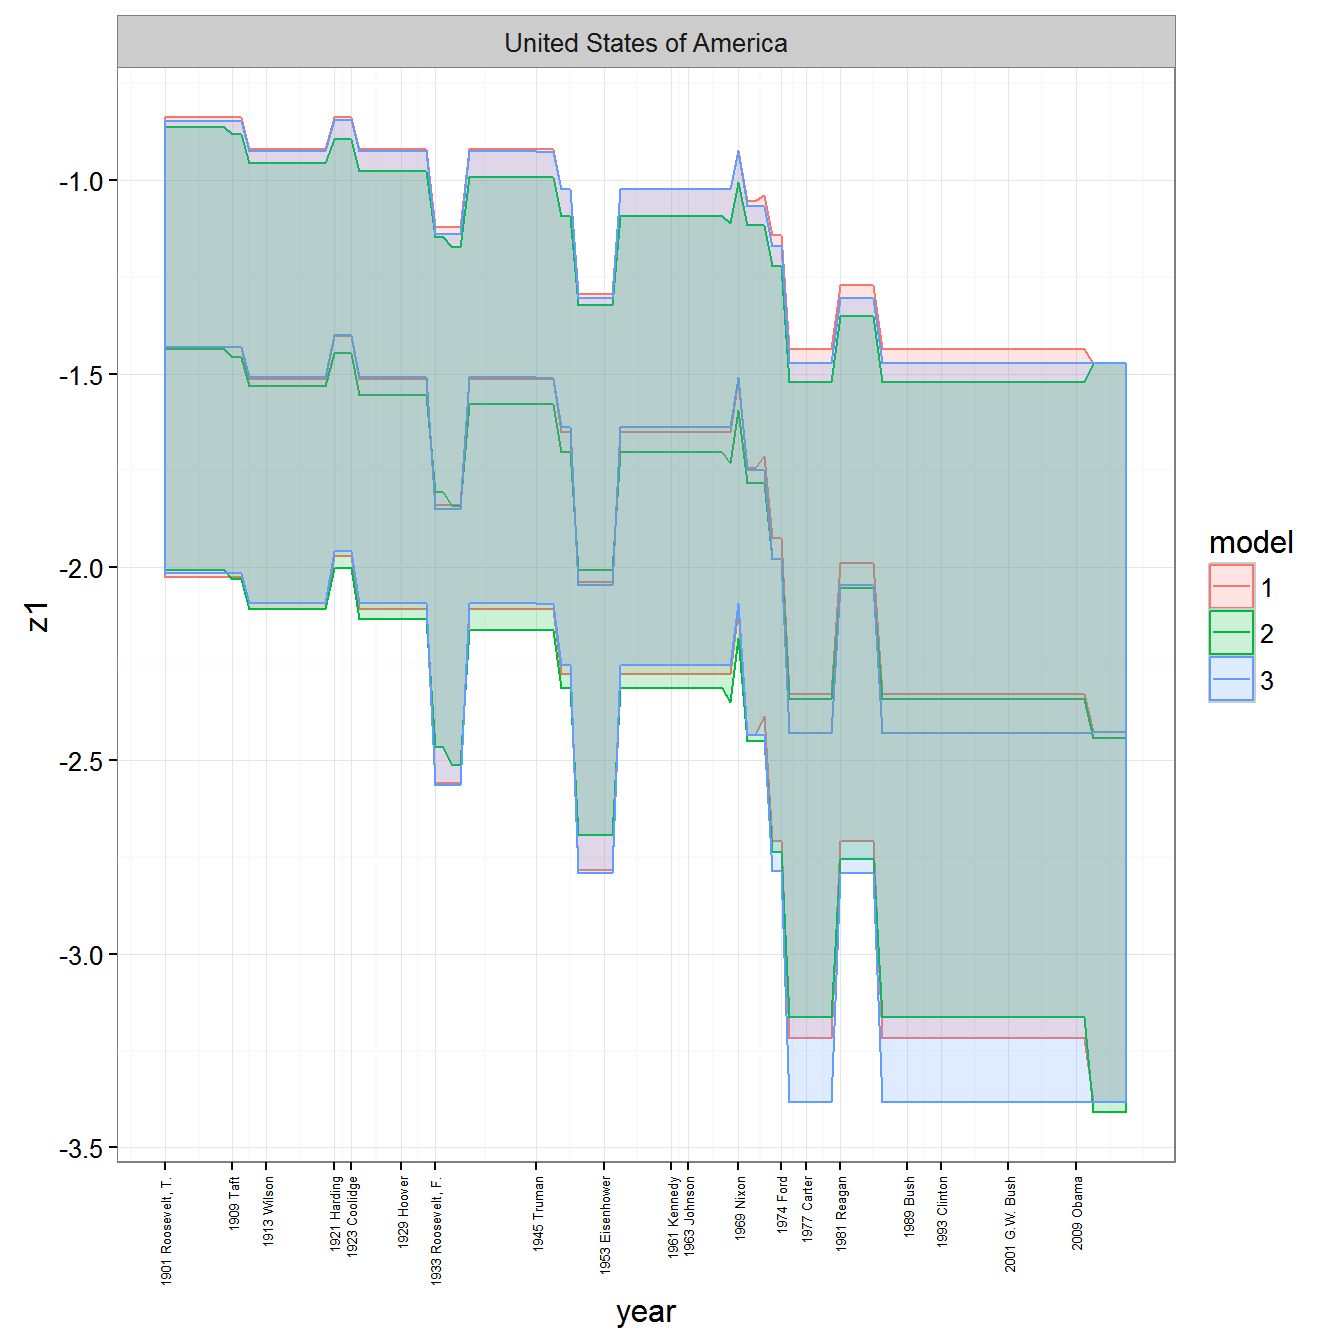 United States of America
z1
-1.0
-1.5
-2.0
-2.5
-3.0
-3.5
1901 Roosevelt, T.
1909 Taft
1913 Wilson
1921 Harding
1923 Coolidge
1929 Hoover
1933 Roosevelt, F.
1945 Truman
1953 Eisenhower
1961 Kennedy
1963 Johnson
1969 Nixon
1974 Ford
1977 Carter
1981 Reagan
1989 Bush
1993 Clinton
2001 G.W. Bush
2009 Obama
year
model
1
2
3